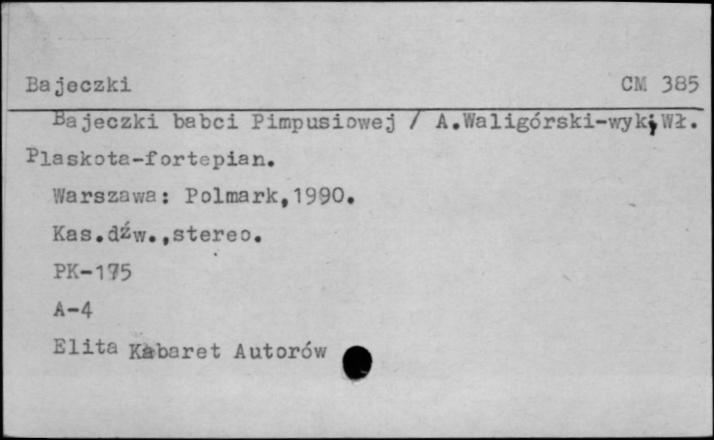 Bajeczki CM 385
Bajeczki babci Pimpusiowej / A.Waligórski-wyk;Wł.
Plaskota-fortepian.
Warszawa: Polmark,1990.
Kas.dźw.,stereo.
PK-175
A-4
Elita Kabaret Autorów